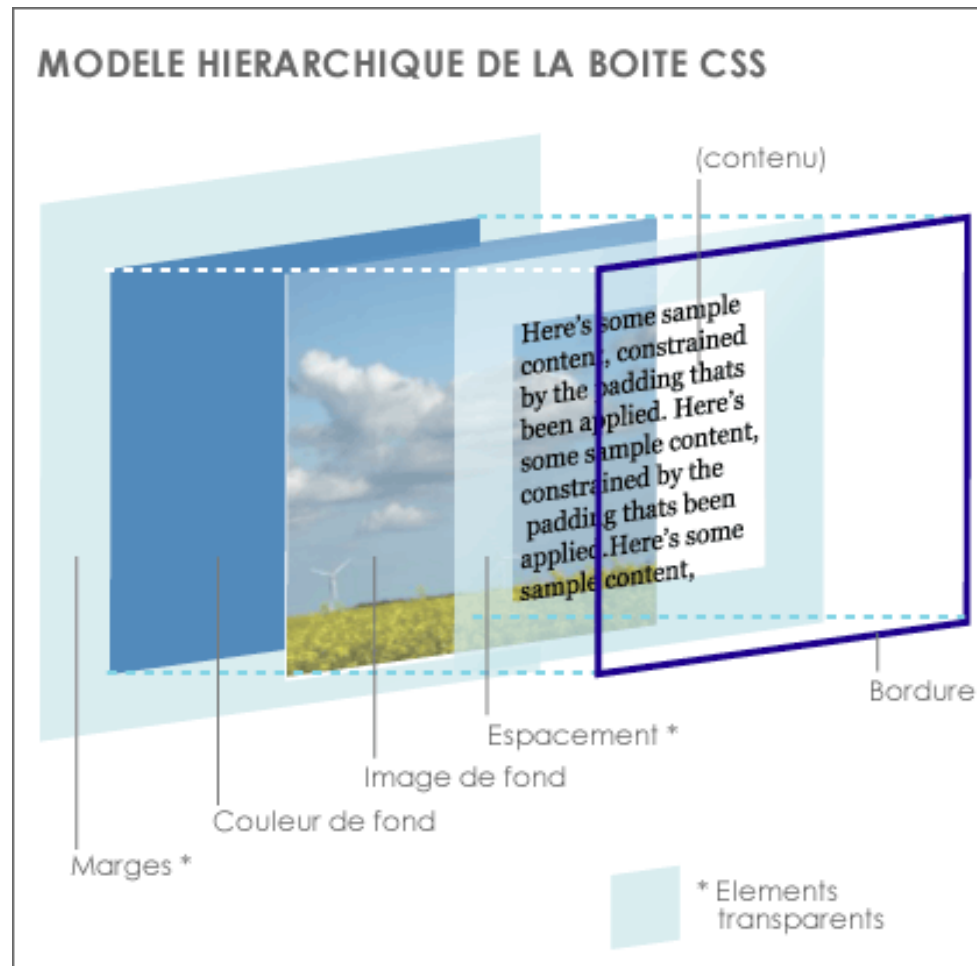 MODELE HIERARCHIQUE DE LA BOITE CSS
(contenu)
Here's some sample
content, constrained
by the padding thats
been applied. Here's
some sample content,
constrained by the
padding thats been
applied.Here's some
sample content,
Bordure
Espacement *
Image de fond
Couleur de fond
Marges *
* Elements
transparents